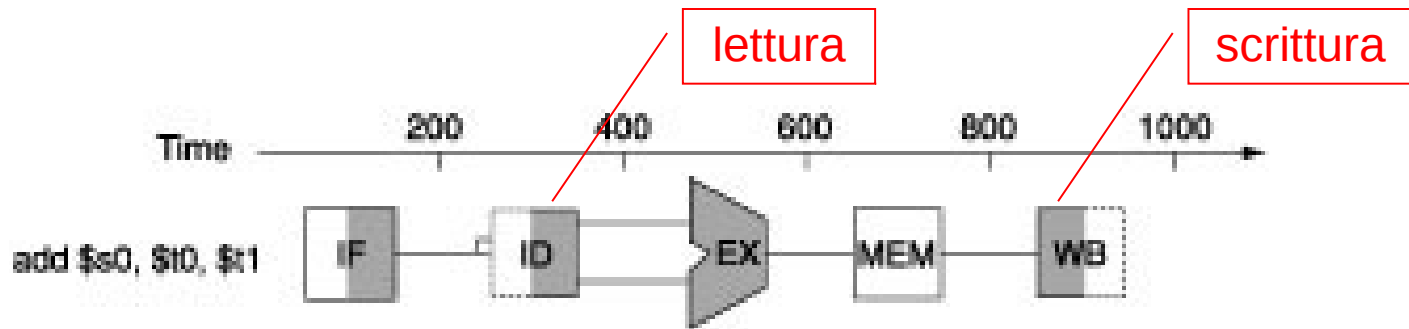 lettura scrittura
Time 200 400 600 800 1000
add $s0, $t0, $t1 IF ID EX MEM WB